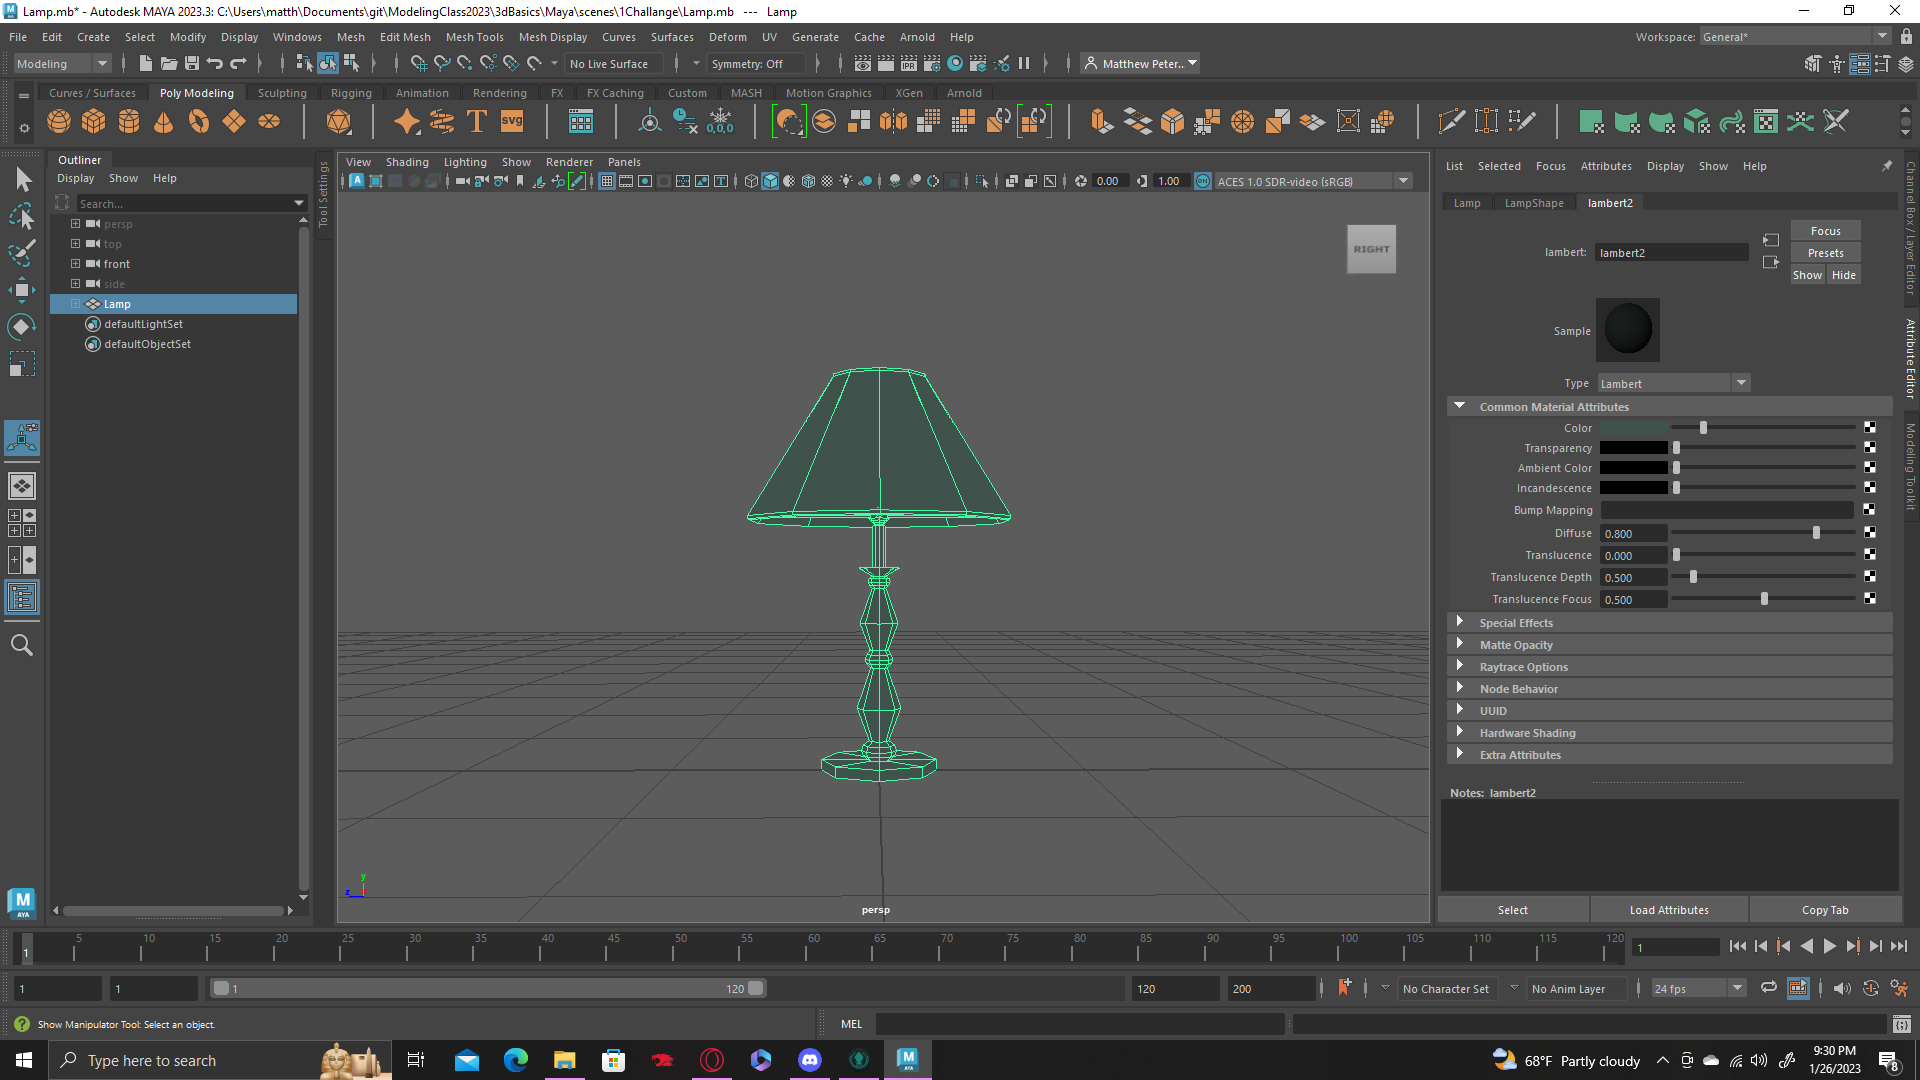 Lamp.mb* - Autodesk MAYA 2023.3: C:\Users\matth\Documents\git\ModelingClass2023\3dBasics\Maya\scenes\1Challange\Lamp.mb --- Lamp
File Edit Create Select Modify Display Windows Mesh Edit Mesh Mesh Tools Mesh Display Curves Surfaces Deform UV Generate Cache Arnold Help
Workspace: General*
Modeling
No Live Surface
Symmetry: Off
IPR
Matthew Peter..
Curves / Surfaces Poly Modeling Sculpting Rigging Animation Rendering FX FX Caching Custom MASH Motion Graphics XGen Arnold
T svg
0,0,0
Outliner
Display Show Help
Search...
persp
top
front
side
Lamp
defaultLightSet
defaultObjectSet
Tool Settings
View Shading Lighting Show Renderer Panels
0.00
1.00
ACES 1.0 SDR-video (sRGB)
RIGHT
y
z
persp
List Selected Focus Attributes Display Show Help
Lamp LampShape lambert2
lambert: lambert2
Focus
Presets
Show Hide
Sample
Type Lambert
Common Material Attributes
Color
Transparency
Ambient Color
Incandescence
Bump Mapping
Diffuse 0.800
Translucence 0.000
Translucence Depth 0.500
Translucence Focus 0.500
Special Effects
Matte Opacity
Raytrace Options
Node Behavior
UUID
Hardware Shading
Extra Attributes
Notes: lambert2
Select Load Attributes Copy Tab
Channel Box / Layer Editor
Attribute Editor
Modeling Toolkit
M
AYA
1 5 10 15 20 25 30 35 40 45 50 55 60 65 70 75 80 85 90 95 100 105 110 115 120
1
1 1 1 120 120 200
No Character Set
No Anim Layer
24 fps
Show Manipulator Tool: Select an object.
MEL
Type here to search
68°F Partly cloudy
9:30 PM
1/26/2023
8